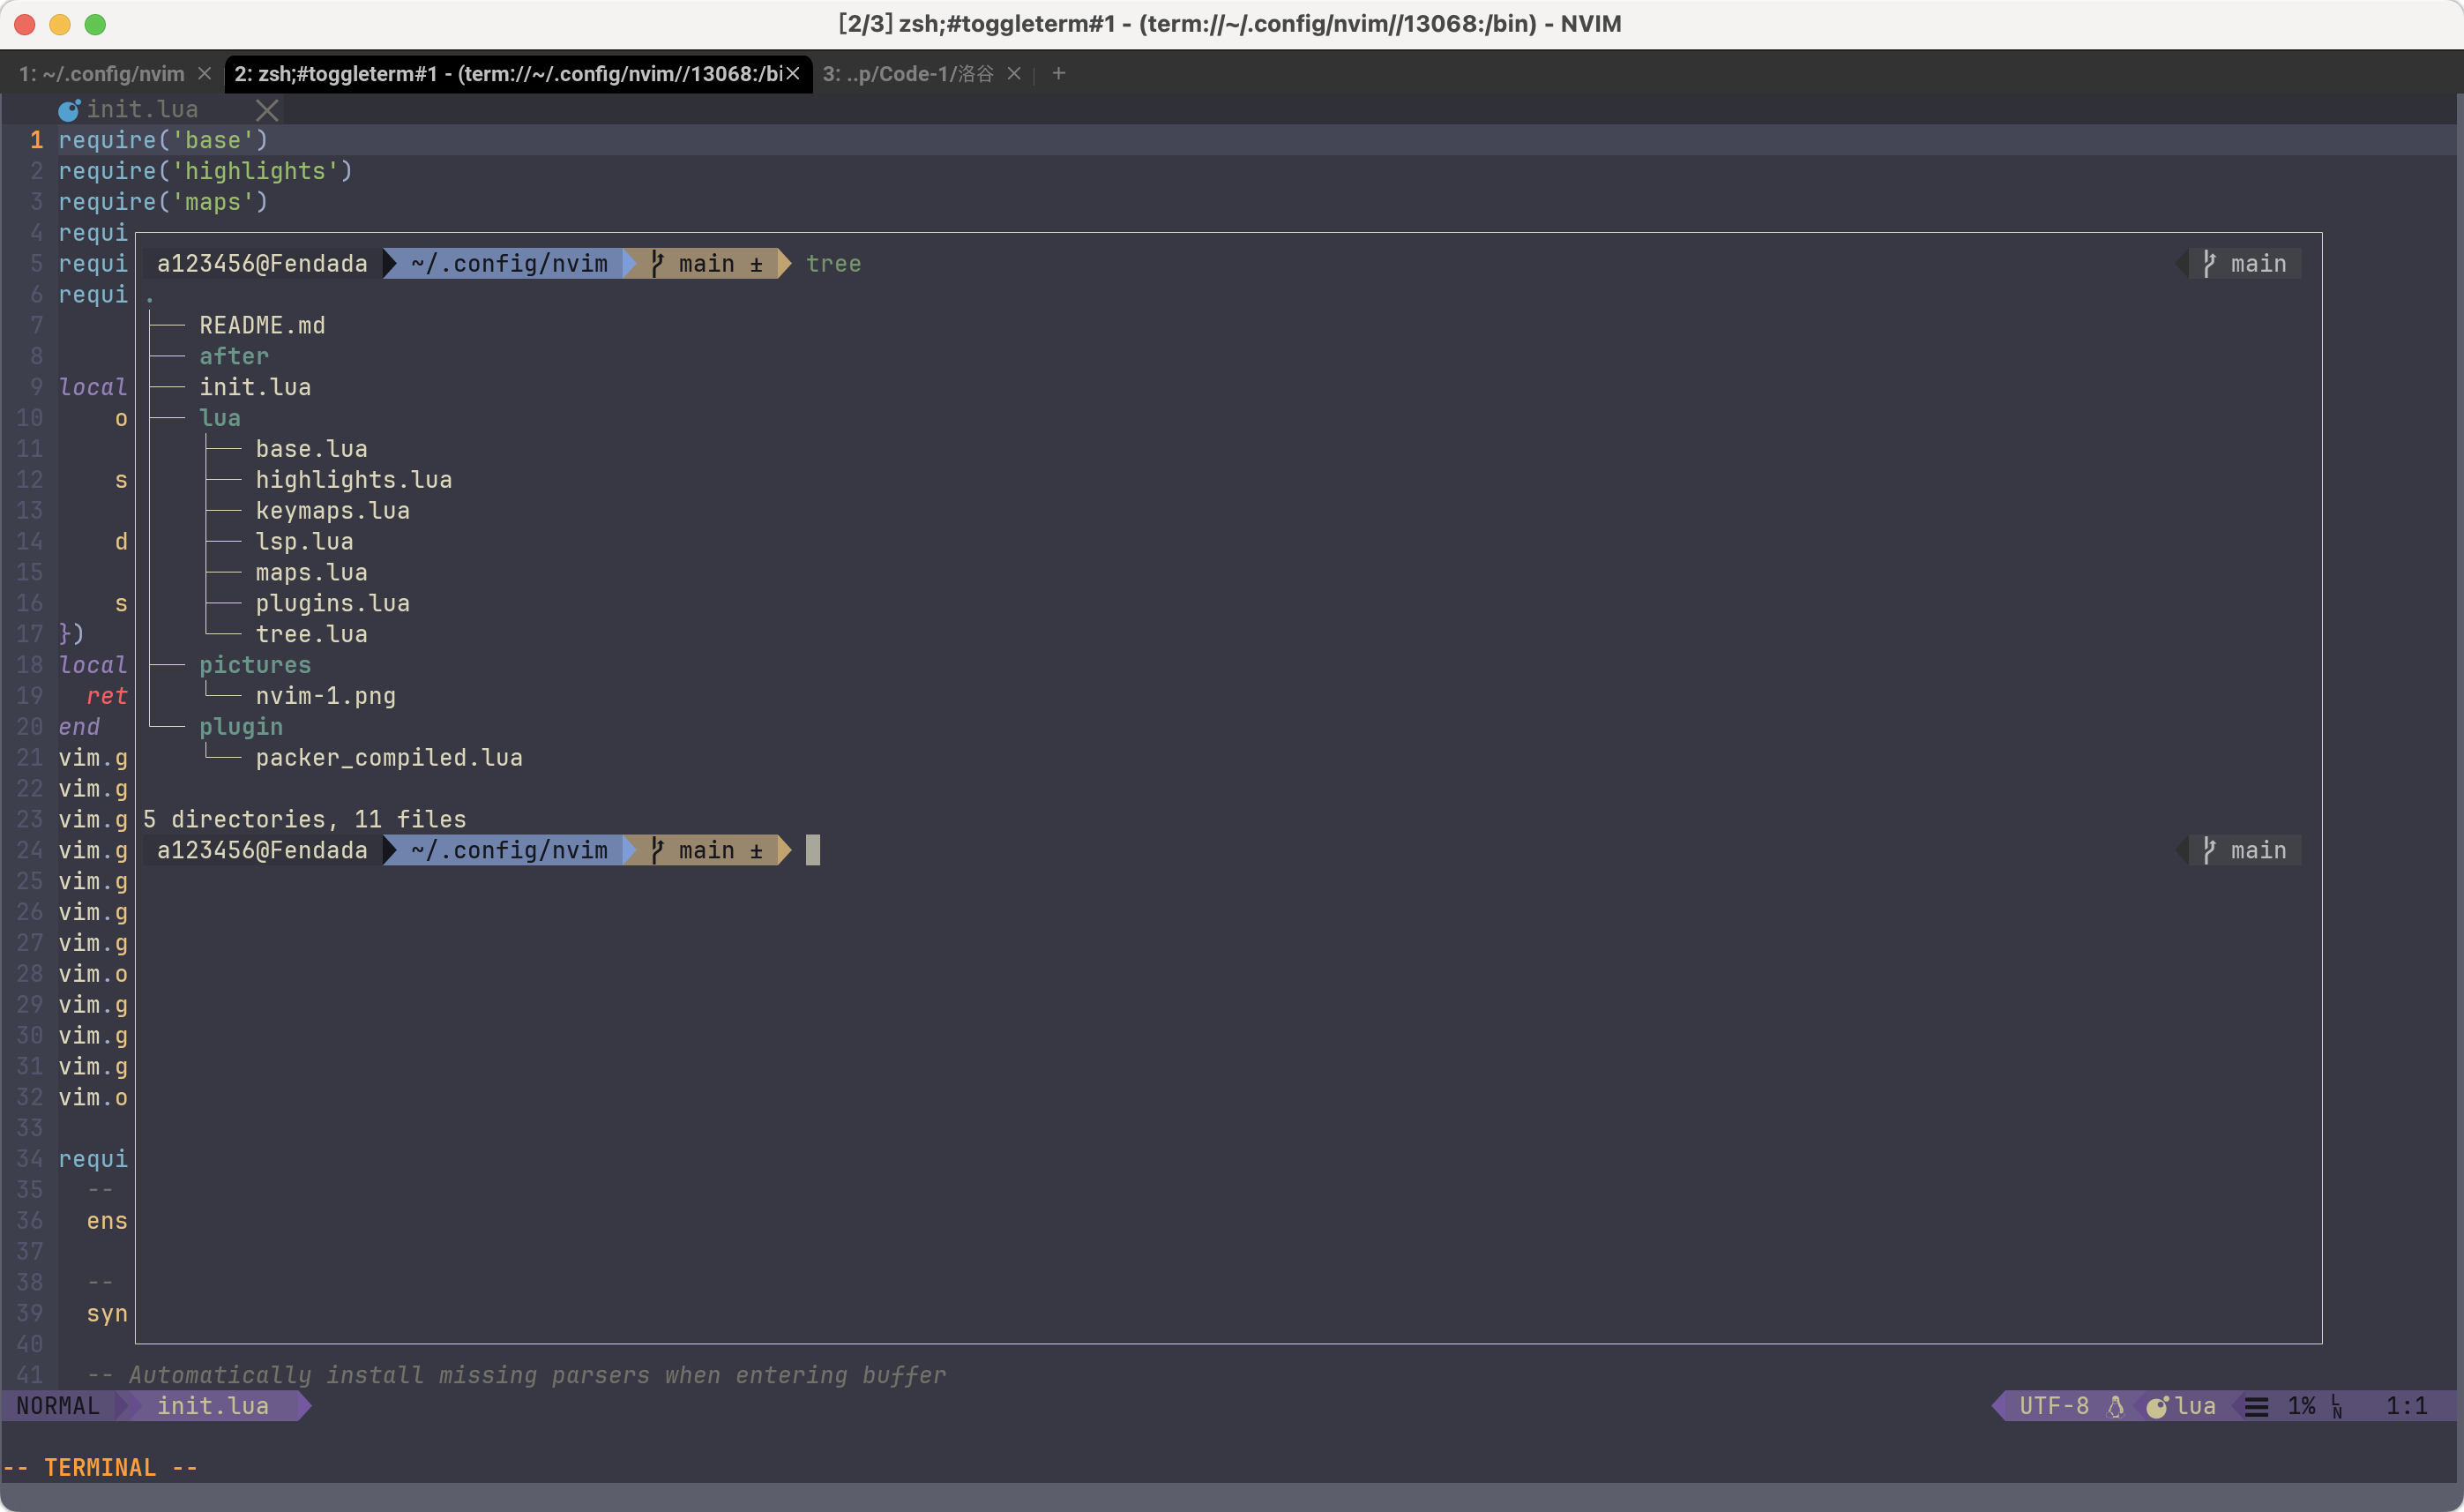 [2/3] zsh;#toggleterm#1 - (term://~/.config/nvim//13068:/bin) - NVIM
1: ~/.config/nvim × 2: zsh;#toggleterm#1 - (term://~/.config/nvim//13068:/bi× 3: ..p/Code-1/洛谷 × +
init.lua
1 require('base')
2 require('highlights')
3 require('maps')
4 requi
5 requi a123456@Fendada ~/.config/nvim main ± tree main
6 requi .
7 ├── README.md
8 ├── after
9 local ├── init.lua
10 o ├── lua
11 │   ├── base.lua
12 s │   ├── highlights.lua
13 │   ├── keymaps.lua
14 d │   ├── lsp.lua
15 │   ├── maps.lua
16 s │   ├── plugins.lua
17 }) │   └── tree.lua
18 local ├── pictures
19 ret │   └── nvim-1.png
20 end └── plugin
21 vim.g     └── packer_compiled.lua
22 vim.g
23 vim.g 5 directories, 11 files
24 vim.g a123456@Fendada ~/.config/nvim main ± main
25 vim.g
26 vim.g
27 vim.g
28 vim.o
29 vim.g
30 vim.g
31 vim.g
32 vim.o
33
34 requi
35 --
36 ens
37
38 --
39 syn
40
41 -- Automatically install missing parsers when entering buffer
NORMAL init.lua UTF-8 lua 1% LN 1:1
-- TERMINAL --